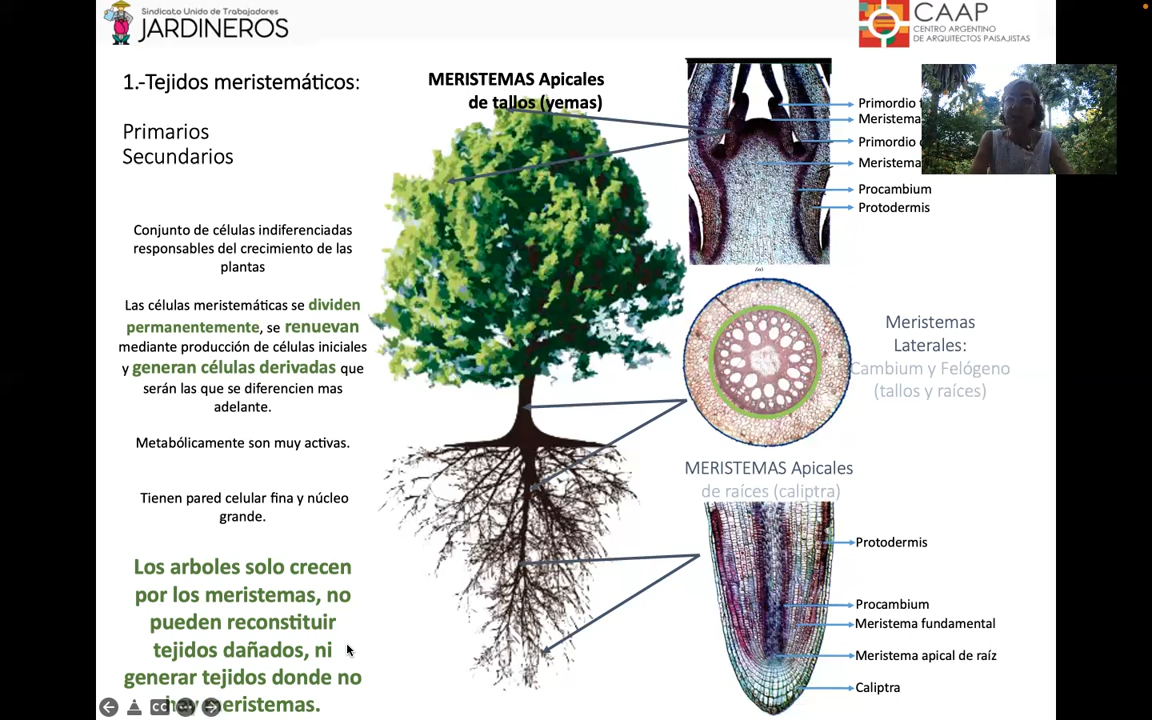 Sindicato Unido de Trabajadores
JARDINEROS
CAAP
CENTRO ARGENTINO
DE ARQUITECTOS PAISAJISTAS
1.-Tejidos meristemáticos:
Primarios
Secundarios
Conjunto de células indiferenciadas
responsables del crecimiento de las
plantas
Las células meristemáticas se dividen
permanentemente, se renuevan
mediante producción de células iniciales
y generan células derivadas que
serán las que se diferencien mas
adelante.
Metabólicamente son muy activas.
Tienen pared celular fina y núcleo
grande.
Los arboles solo crecen
por los meristemas, no
pueden reconstituir
tejidos dañados, ni
generar tejidos donde no
meristemas.
MERISTEMAS Apicales
de tallos (yemas)
Primordio
Meristema
Primordio
Meristema
Procambium
Protodermis
Meristemas
Laterales:
Cambium y Felógeno
(tallos y raíces)
MERISTEMAS Apicales
de raíces (caliptra)
Protodermis
Procambium
Meristema fundamental
Meristema apical de raíz
Caliptra